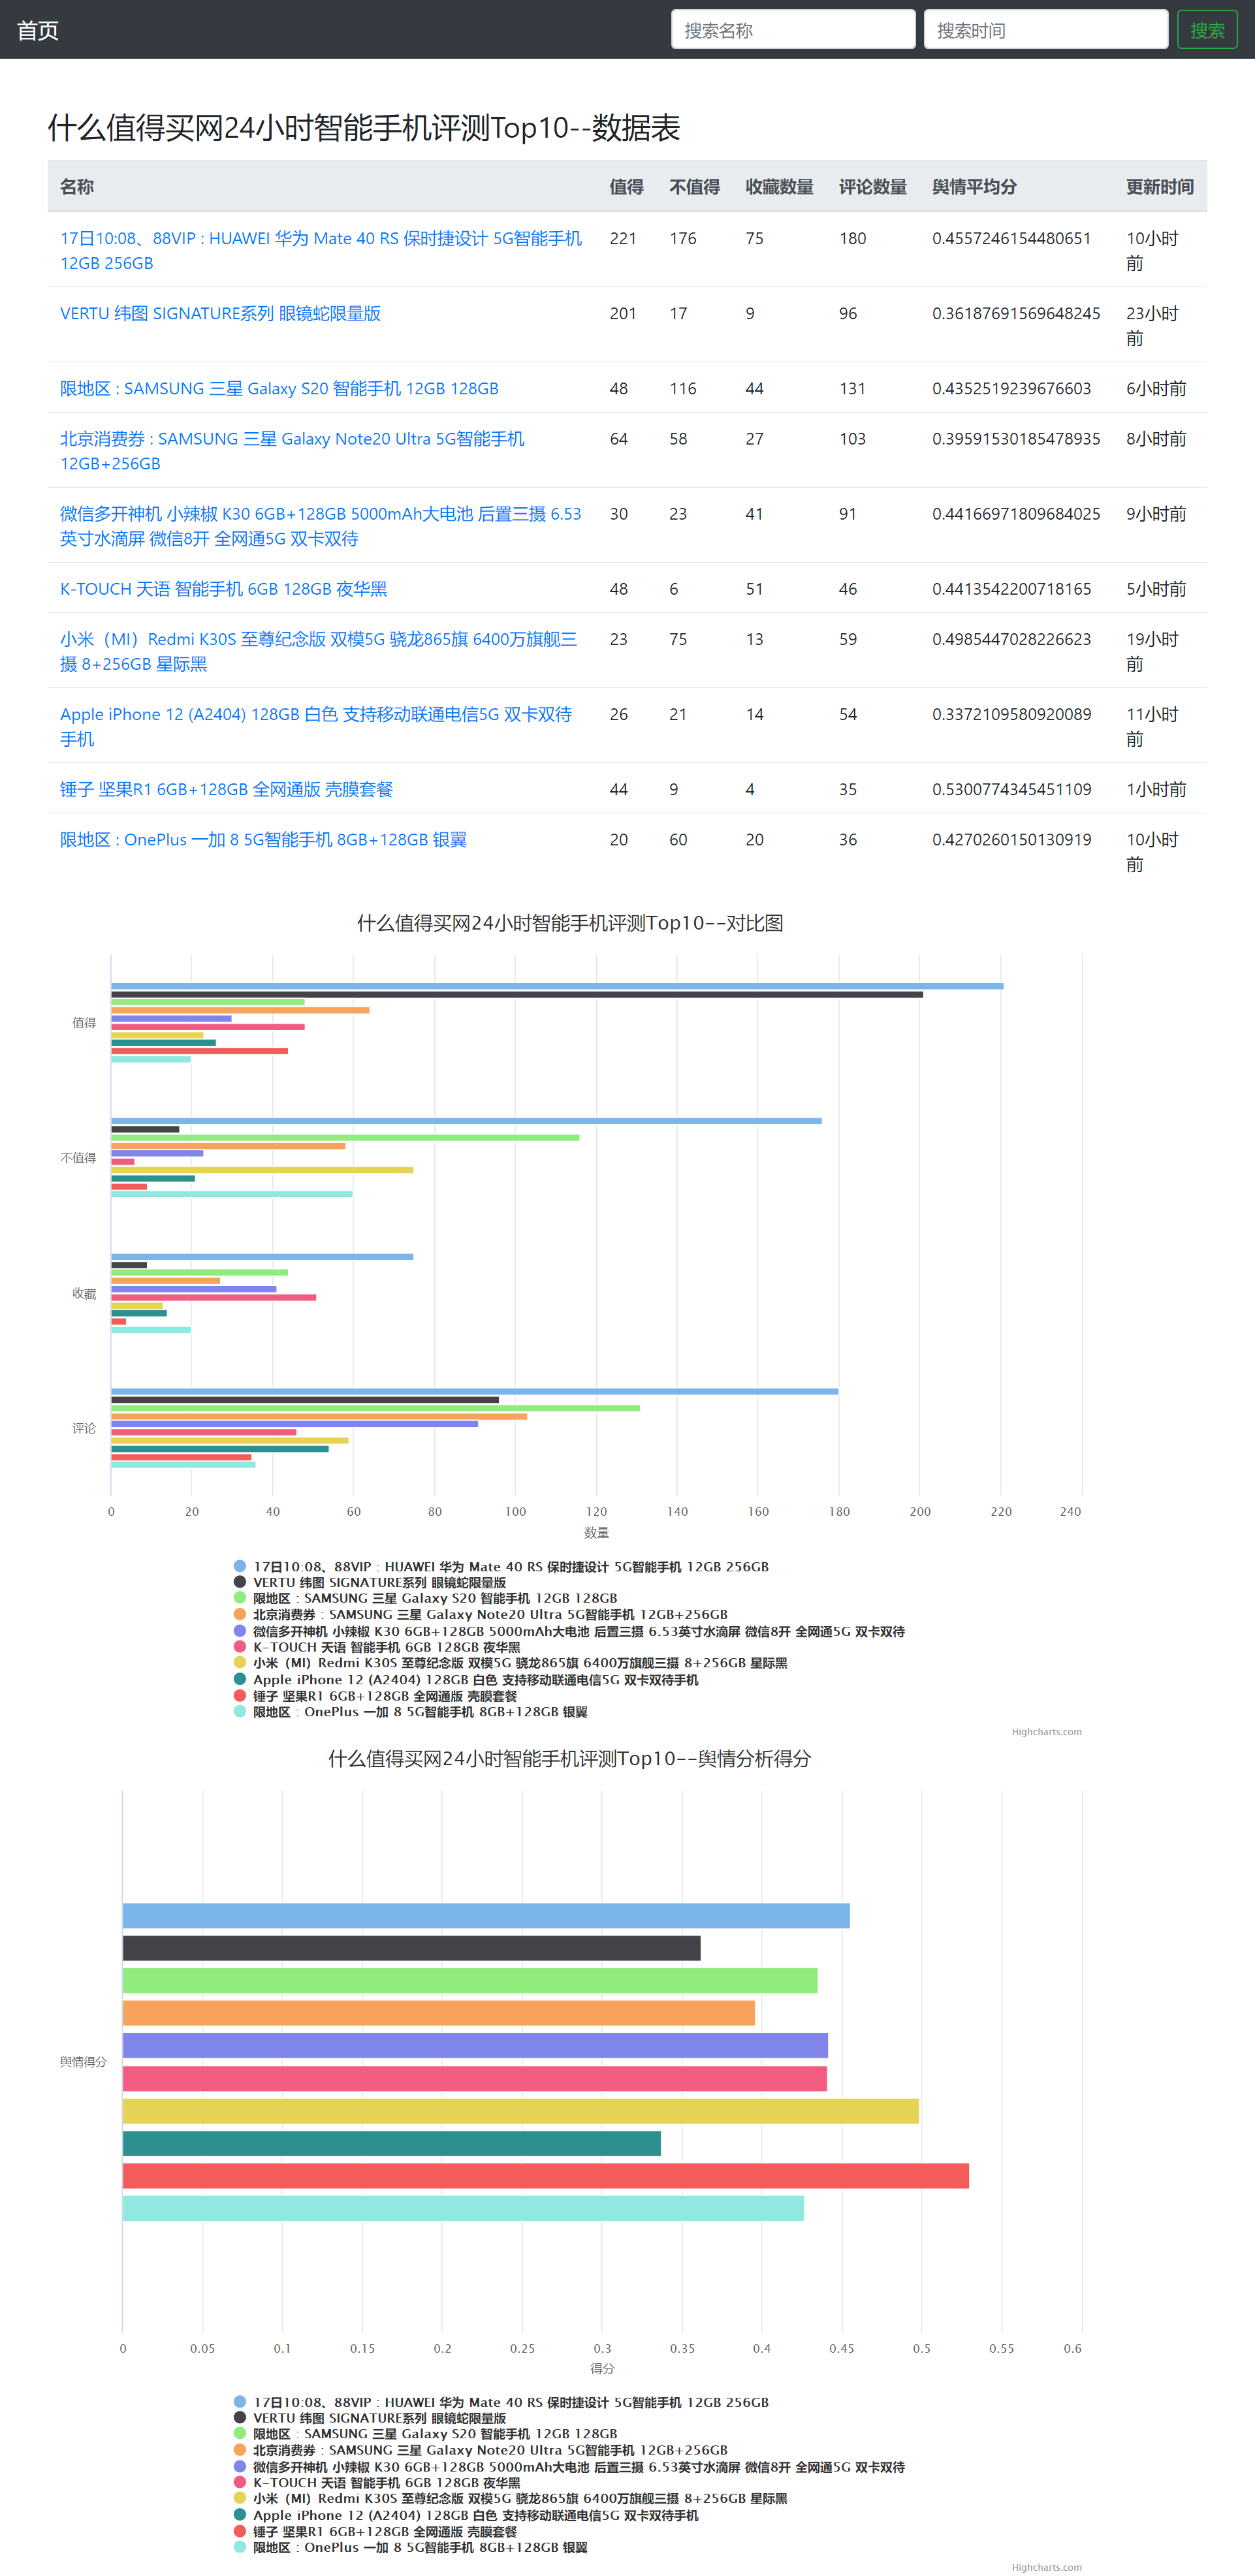 首页
搜索名称
搜索时间
搜索
什么值得买网24小时智能手机评测Top10--数据表
名称 值得 不值得 收藏数量 评论数量 舆情平均分 更新时间
17日10:08、88VIP : HUAWEI 华为 Mate 40 RS 保时捷设计 5G智能手机 221 176 75 180 0.4557246154480651 10小时
12GB 256GB 前
VERTU 纬图 SIGNATURE系列 眼镜蛇限量版 201 17 9 96 0.36187691569648245 23小时
前
限地区 : SAMSUNG 三星 Galaxy S20 智能手机 12GB 128GB 48 116 44 131 0.4352519239676603 6小时前
北京消费券 : SAMSUNG 三星 Galaxy Note20 Ultra 5G智能手机 64 58 27 103 0.39591530185478935 8小时前
12GB+256GB
微信多开神机 小辣椒 K30 6GB+128GB 5000mAh大电池 后置三摄 6.53 30 23 41 91 0.44166971809684025 9小时前
英寸水滴屏 微信8开 全网通5G 双卡双待
K-TOUCH 天语 智能手机 6GB 128GB 夜华黑 48 6 51 46 0.4413542200718165 5小时前
小米（MI）Redmi K30S 至尊纪念版 双模5G 骁龙865旗 6400万旗舰三 23 75 13 59 0.4985447028226623 19小时
摄 8+256GB 星际黑 前
Apple iPhone 12 (A2404) 128GB 白色 支持移动联通电信5G 双卡双待 26 21 14 54 0.3372109580920089 11小时
手机 前
锤子 坚果R1 6GB+128GB 全网通版 壳膜套餐 44 9 4 35 0.5300774345451109 1小时前
限地区 : OnePlus 一加 8 5G智能手机 8GB+128GB 银翼 20 60 20 36 0.4270260150130919 10小时
前
什么值得买网24小时智能手机评测Top10--对比图
值得
不值得
收藏
评论
0 20 40 60 80 100 120 140 160 180 200 220 240
数量
17日10:08、88VIP : HUAWEI 华为 Mate 40 RS 保时捷设计 5G智能手机 12GB 256GB
VERTU 纬图 SIGNATURE系列 眼镜蛇限量版
限地区 : SAMSUNG 三星 Galaxy S20 智能手机 12GB 128GB
北京消费券 : SAMSUNG 三星 Galaxy Note20 Ultra 5G智能手机 12GB+256GB
微信多开神机 小辣椒 K30 6GB+128GB 5000mAh大电池 后置三摄 6.53英寸水滴屏 微信8开 全网通5G 双卡双待
K-TOUCH 天语 智能手机 6GB 128GB 夜华黑
小米（MI）Redmi K30S 至尊纪念版 双模5G 骁龙865旗 6400万旗舰三摄 8+256GB 星际黑
Apple iPhone 12 (A2404) 128GB 白色 支持移动联通电信5G 双卡双待手机
锤子 坚果R1 6GB+128GB 全网通版 壳膜套餐
限地区 : OnePlus 一加 8 5G智能手机 8GB+128GB 银翼
Highcharts.com
什么值得买网24小时智能手机评测Top10--舆情分析得分
舆情得分
0 0.05 0.1 0.15 0.2 0.25 0.3 0.35 0.4 0.45 0.5 0.55 0.6
得分
17日10:08、88VIP : HUAWEI 华为 Mate 40 RS 保时捷设计 5G智能手机 12GB 256GB
VERTU 纬图 SIGNATURE系列 眼镜蛇限量版
限地区 : SAMSUNG 三星 Galaxy S20 智能手机 12GB 128GB
北京消费券 : SAMSUNG 三星 Galaxy Note20 Ultra 5G智能手机 12GB+256GB
微信多开神机 小辣椒 K30 6GB+128GB 5000mAh大电池 后置三摄 6.53英寸水滴屏 微信8开 全网通5G 双卡双待
K-TOUCH 天语 智能手机 6GB 128GB 夜华黑
小米（MI）Redmi K30S 至尊纪念版 双模5G 骁龙865旗 6400万旗舰三摄 8+256GB 星际黑
Apple iPhone 12 (A2404) 128GB 白色 支持移动联通电信5G 双卡双待手机
锤子 坚果R1 6GB+128GB 全网通版 壳膜套餐
限地区 : OnePlus 一加 8 5G智能手机 8GB+128GB 银翼
Highcharts.com